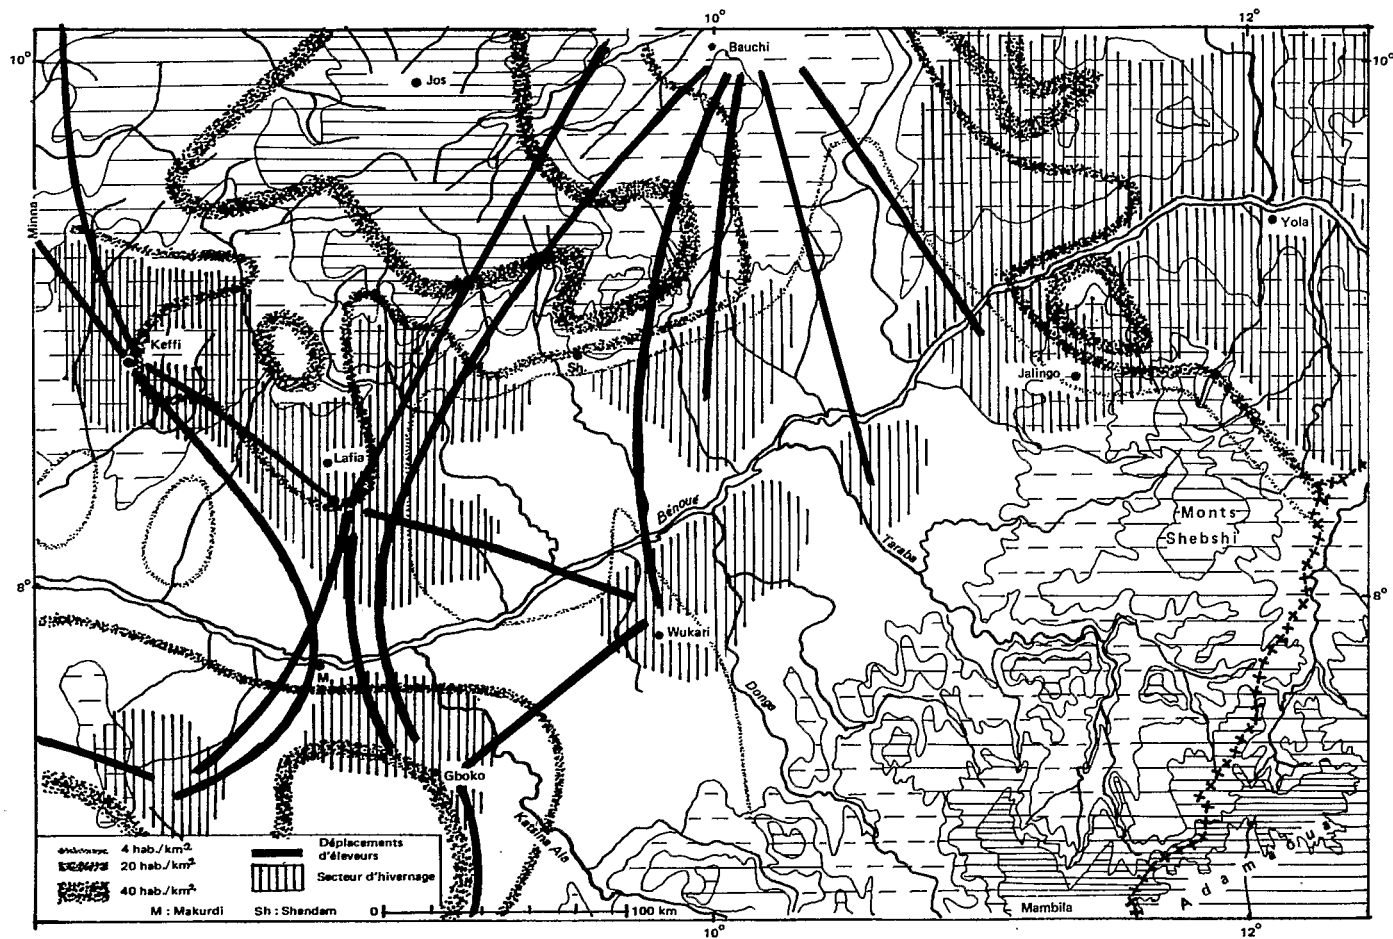 10°
12°
10°
10°
Bauchi
Jos
Minna
Yola
Keffi
Sh.
Jalingo
Lafia
Bénoué
Monts
Shebshi
Taraba
8°
8°
Wukari
M.
Donga
Gboko
Katsina Ala
Adamaoua
Mambila
4 hab./km²
20 hab./km²
40 hab./km²
Déplacements
d'éleveurs
Secteur d'hivernage
M : Makurdi Sh : Shendam 0 100 km
10°
12°